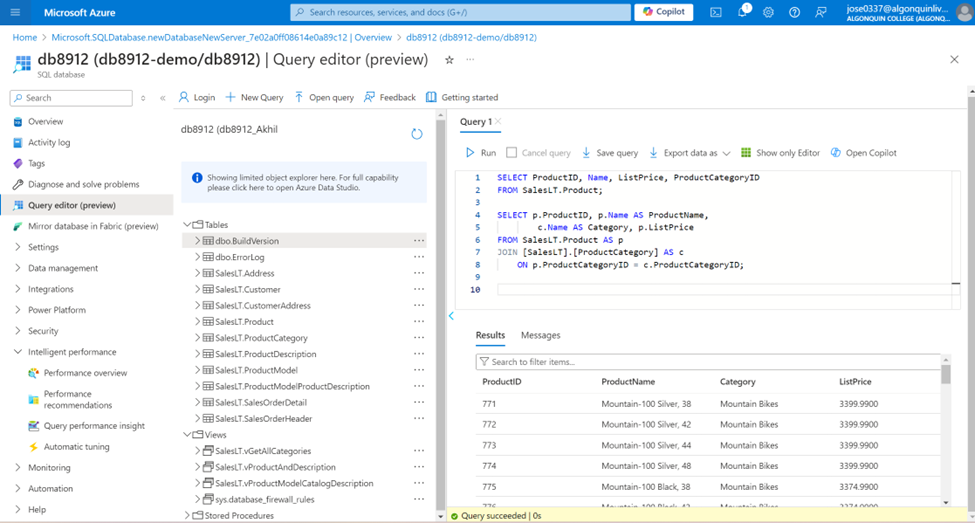 Microsoft Azure
Search resources, services, and docs (G+/)
Copilot
1
jose0337@algonquinliv...
ALGONQUIN COLLEGE (ALGONQ...
Home > Microsoft.SQLDatabase.newDatabaseNewServer_7e02a0ff08614e0a89c12 | Overview > db8912 (db8912-demo/db8912)
db8912 (db8912-demo/db8912) | Query editor (preview)
SQL database
Search
Overview
Activity log
Tags
Diagnose and solve problems
Query editor (preview)
Mirror database in Fabric (preview)
Settings
Data management
Integrations
Power Platform
Security
Intelligent performance
Performance overview
Performance
recommendations
Query performance insight
Automatic tuning
Monitoring
Automation
Help
Login
New Query
Open query
Feedback
Getting started
db8912 (db8912_Akhil
Showing limited object explorer here. For full capability
please click here to open Azure Data Studio.
Tables
dbo.BuildVersion
dbo.ErrorLog
SalesLT.Address
SalesLT.Customer
SalesLT.CustomerAddress
SalesLT.Product
SalesLT.ProductCategory
SalesLT.ProductDescription
SalesLT.ProductModel
SalesLT.ProductModelProductDescription
SalesLT.SalesOrderDetail
SalesLT.SalesOrderHeader
Views
SalesLT.vGetAllCategories
SalesLT.vProductAndDescription
SalesLT.vProductModelCatalogDescription
sys.database_firewall_rules
Stored Procedures
Query 1
Run
Cancel query
Save query
Export data as
Show only Editor
Open Copilot
1 SELECT ProductID, Name, ListPrice, ProductCategoryID
2 FROM SalesLT.Product;
3
4 SELECT p.ProductID, p.Name AS ProductName,
5 c.Name AS Category, p.ListPrice
6 FROM SalesLT.Product AS p
7 JOIN [SalesLT].[ProductCategory] AS c
8 ON p.ProductCategoryID = c.ProductCategoryID;
9
10
Results Messages
Search to filter items...
ProductID ProductName Category ListPrice
771 Mountain-100 Silver, 38 Mountain Bikes 3399.9900
772 Mountain-100 Silver, 42 Mountain Bikes 3399.9900
773 Mountain-100 Silver, 44 Mountain Bikes 3399.9900
774 Mountain-100 Silver, 48 Mountain Bikes 3399.9900
775 Mountain-100 Black, 38 Mountain Bikes 3374.9900
Query succeeded | 0s